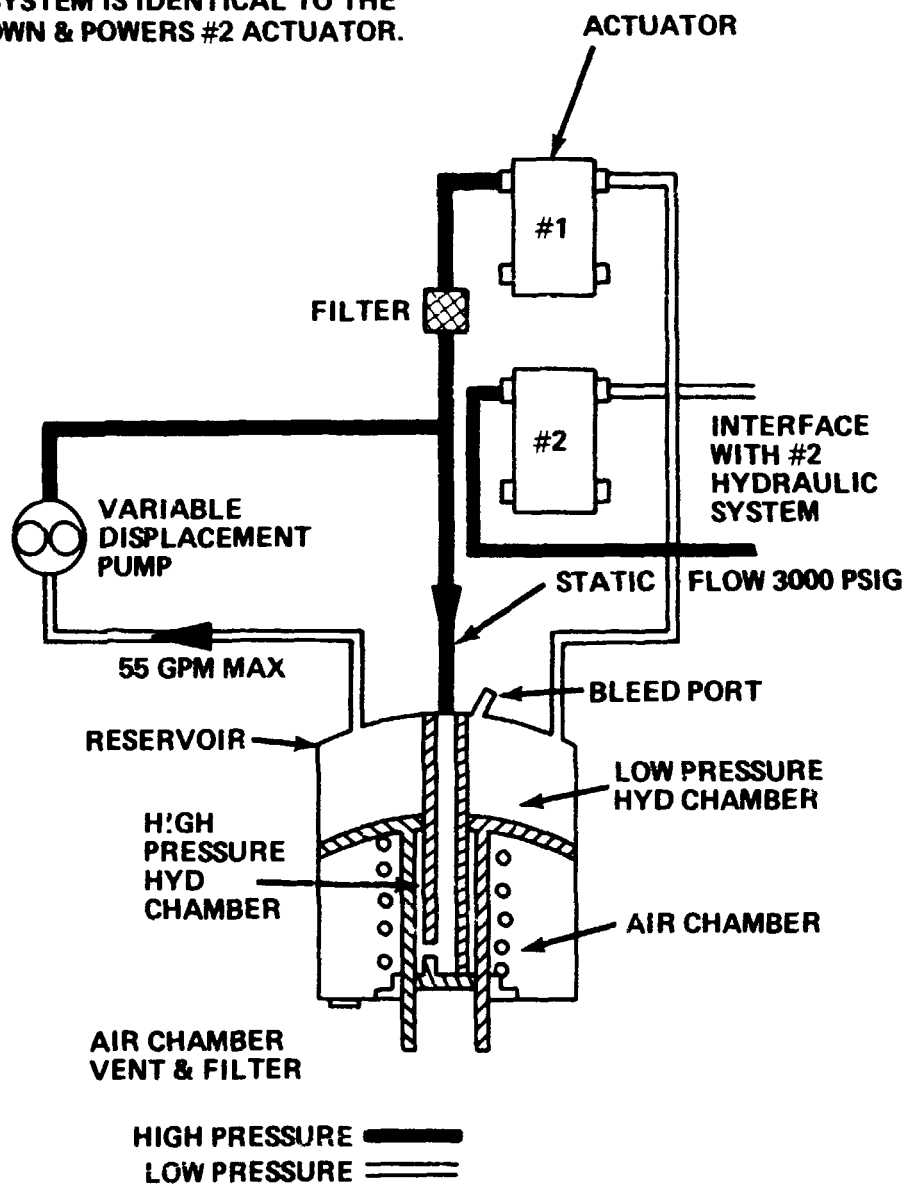 SYSTEM IS IDENTICAL TO THE
OWN & POWERS #2 ACTUATOR.
ACTUATOR
#1
FILTER
#2
INTERFACE
WITH #2
HYDRAULIC
SYSTEM
VARIABLE
DISPLACEMENT
PUMP
STATIC
FLOW 3000 PSIG
55 GPM MAX
BLEED PORT
RESERVOIR
LOW PRESSURE
HYD CHAMBER
HIGH
PRESSURE
HYD
CHAMBER
AIR CHAMBER
AIR CHAMBER
VENT & FILTER
HIGH PRESSURE
LOW PRESSURE